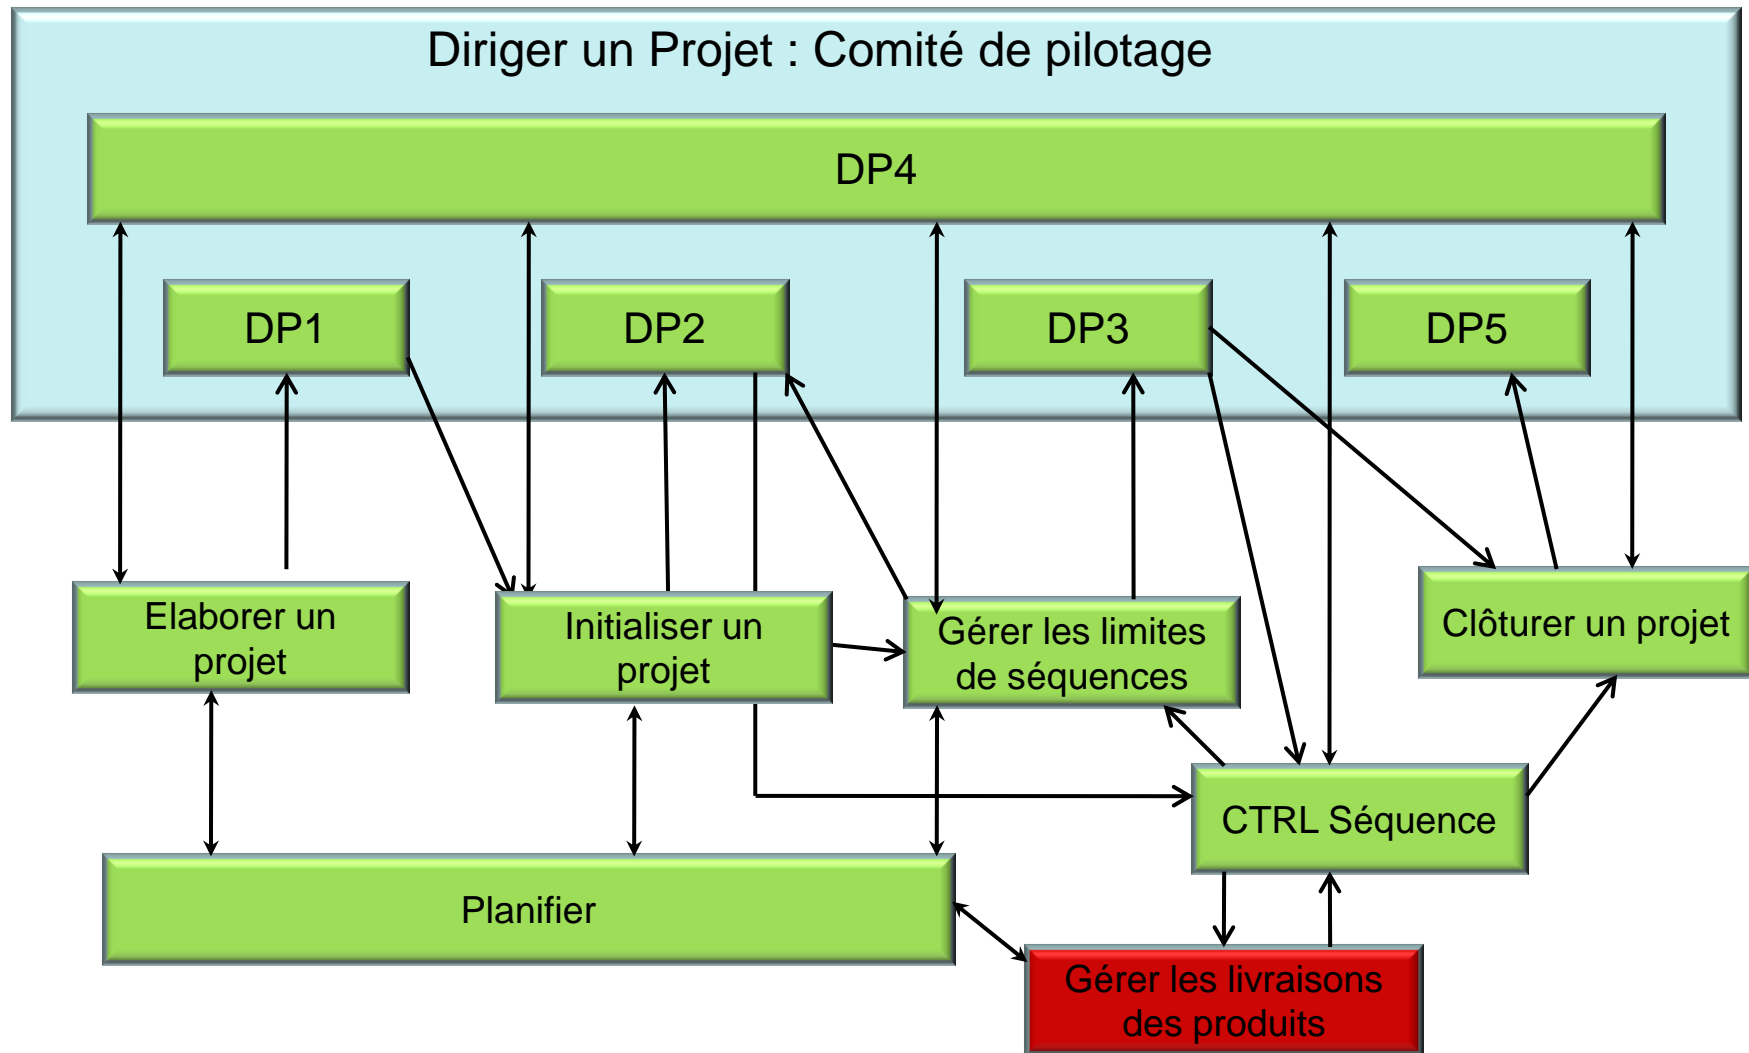 Diriger un Projet : Comité de pilotage
DP4
DP1
DP2
DP3
DP5
Elaborer un
projet
Initialiser un
projet
Gérer les limites
de séquences
Clôturer un projet
CTRL Séquence
Planifier
Gérer les livraisons
des produits